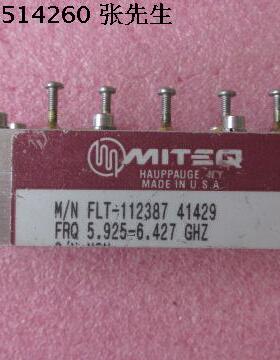 514260 张先生
MITEQ
HAUPPAUGE, N.Y.
MADE IN U.S.A.
M/N FLT-112387 41429
FRQ 5.925-6.427 GHZ